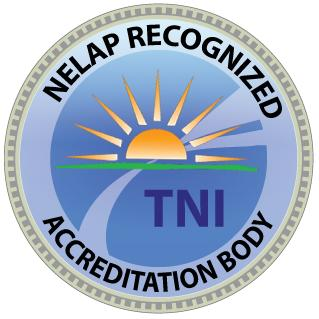 NELAP RECOGNIZED
TNI
ACCREDITATION BODY